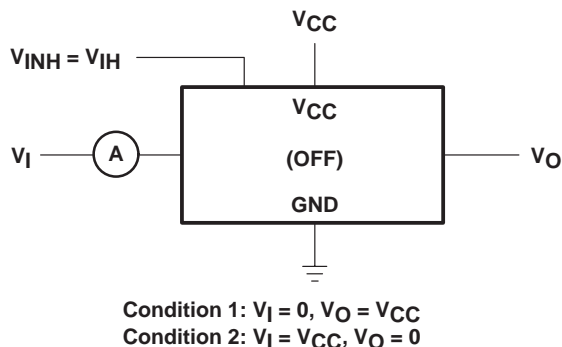 VCC
VINH = VIH
VCC
VI
A
(OFF)
VO
GND
Condition 1: VI = 0, VO = VCC
Condition 2: VI = VCC, VO = 0